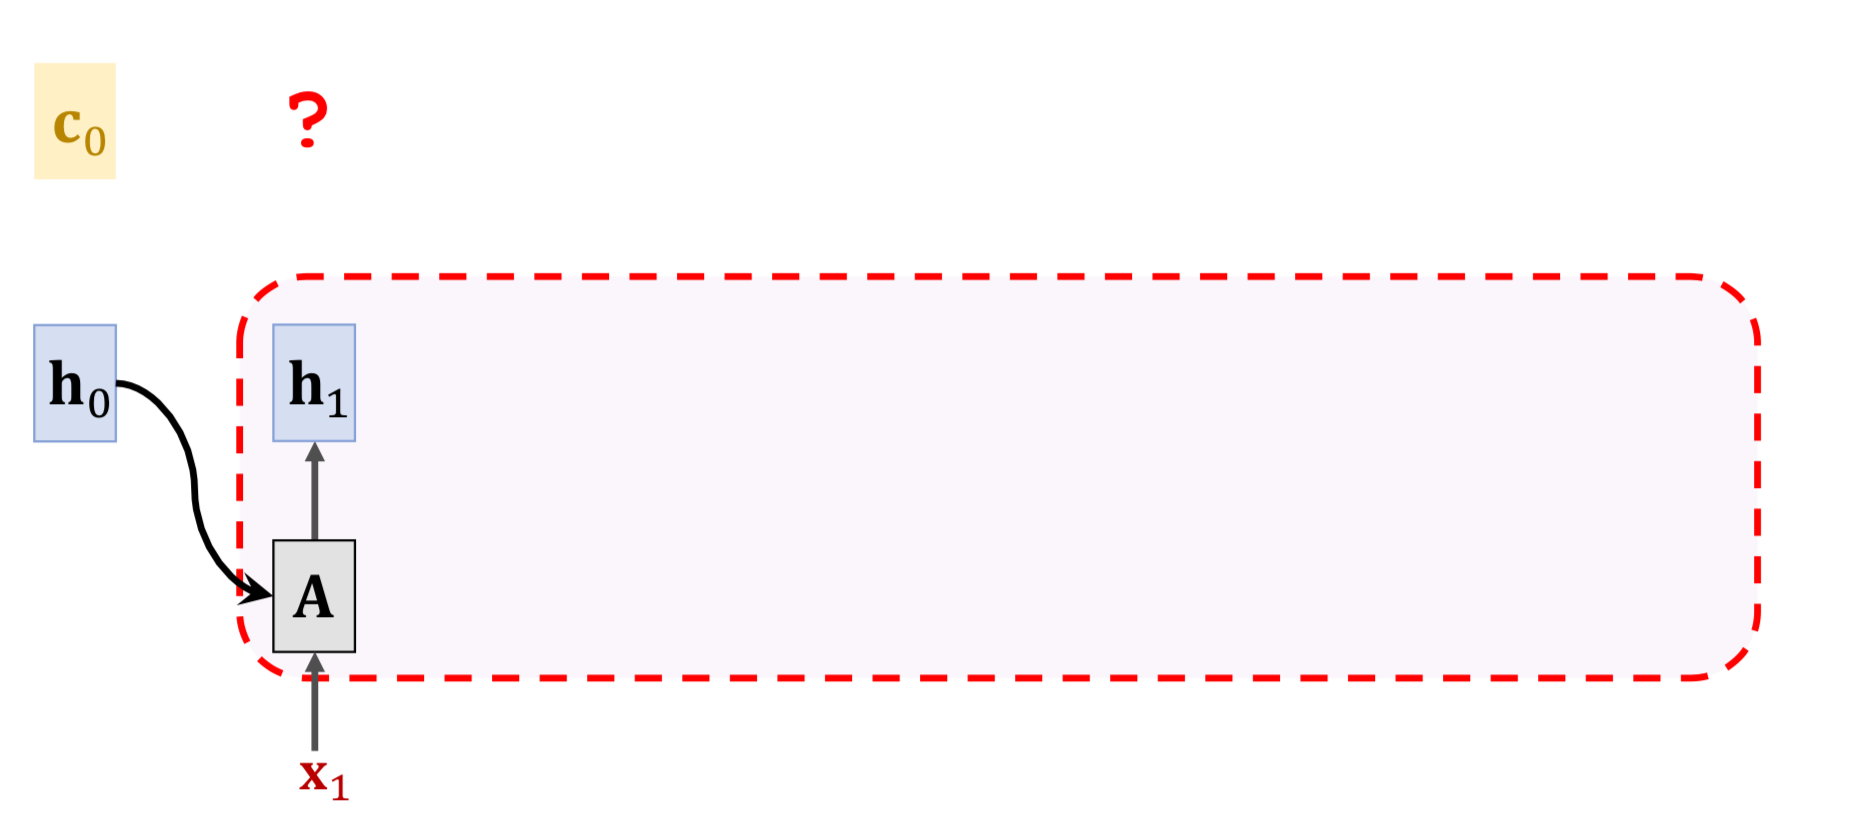 c₀ ?
h₀ h₁
A
x₁